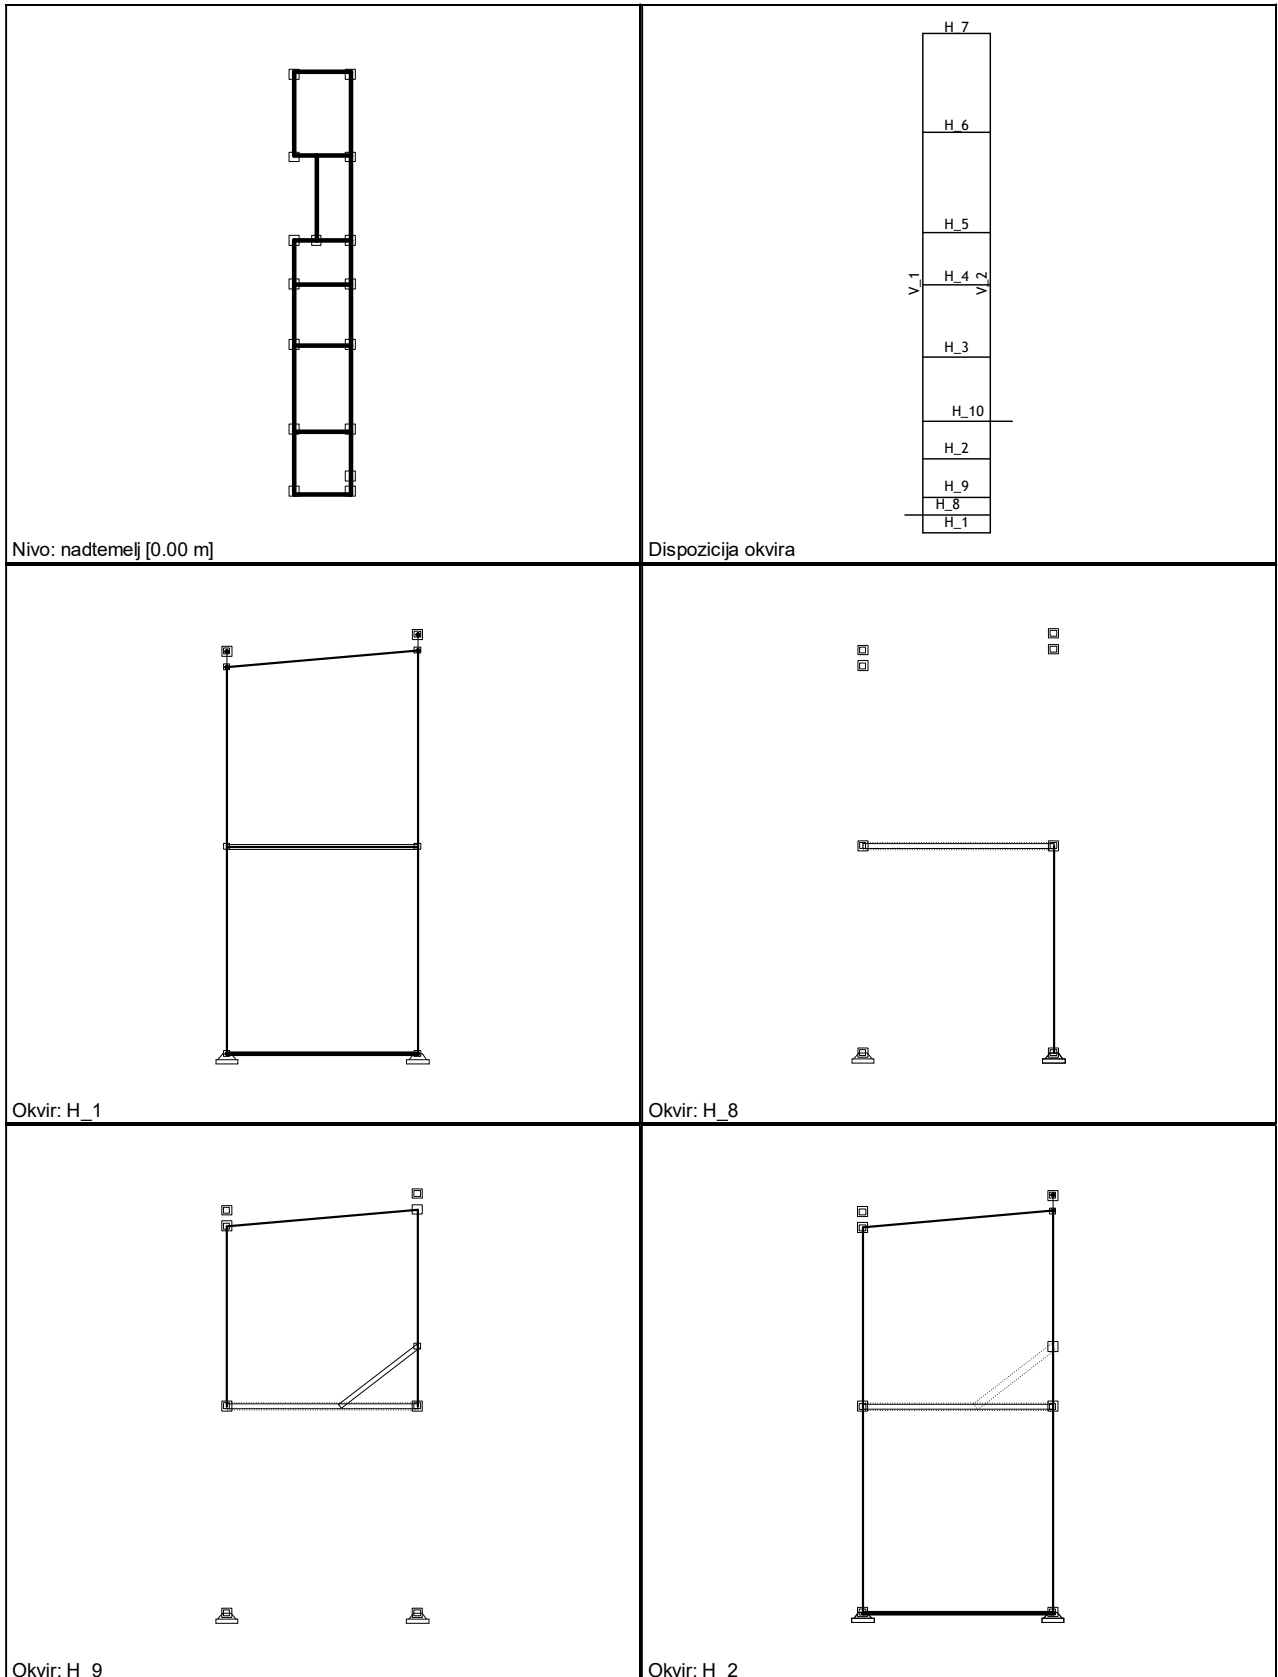 Nivo: nadtemelj [0.00 m]
H_7
H_6
H_5
V_1
H_4
V_2
H_3
H_10
H_2
H_9
H_8
H_1
Dispozicija okvira
Okvir: H_1
Okvir: H_8
Okvir: H_9
Okvir: H_2